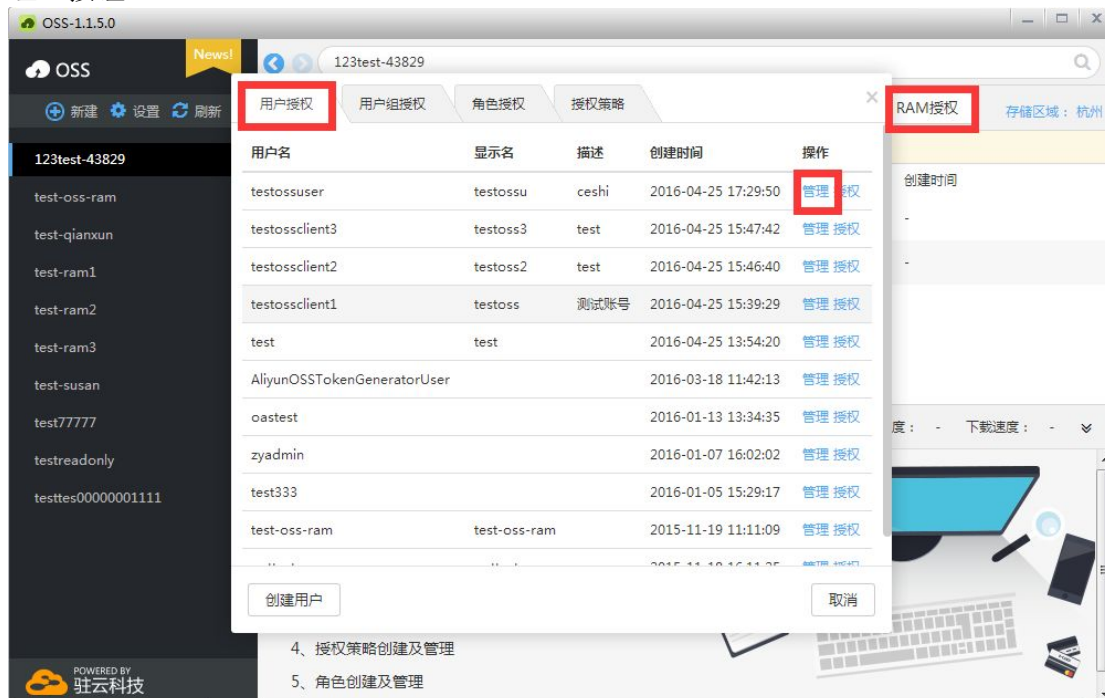 OSS-1.1.5.0
OSS
News!
123test-43829
新建 设置 刷新
用户授权 用户组授权 角色授权 授权策略
RAM授权
存储区域：杭州
123test-43829
test-oss-ram
test-qianxun
test-ram1
test-ram2
test-ram3
test-susan
test77777
testreadonly
testtes00000001111
用户名 显示名 描述 创建时间 操作
testossuser testossu ceshi 2016-04-25 17:29:50 管理 授权
testossclient3 testoss3 test 2016-04-25 15:47:42 管理 授权
testossclient2 testoss2 test 2016-04-25 15:46:40 管理 授权
testossclient1 testoss 测试账号 2016-04-25 15:39:29 管理 授权
test test 2016-04-25 13:54:20 管理 授权
AliyunOSSTokenGeneratorUser 2016-03-18 11:42:13 管理 授权
oastest 2016-01-13 13:34:35 管理 授权
zyadmin 2016-01-07 16:02:02 管理 授权
test333 2016-01-05 15:29:17 管理 授权
test-oss-ram test-oss-ram 2015-11-19 11:11:09 管理 授权
创建用户 取消
创建时间
-
-
度： - 下载速度： -
4、授权策略创建及管理
5、角色创建及管理
POWERED BY
驻云科技